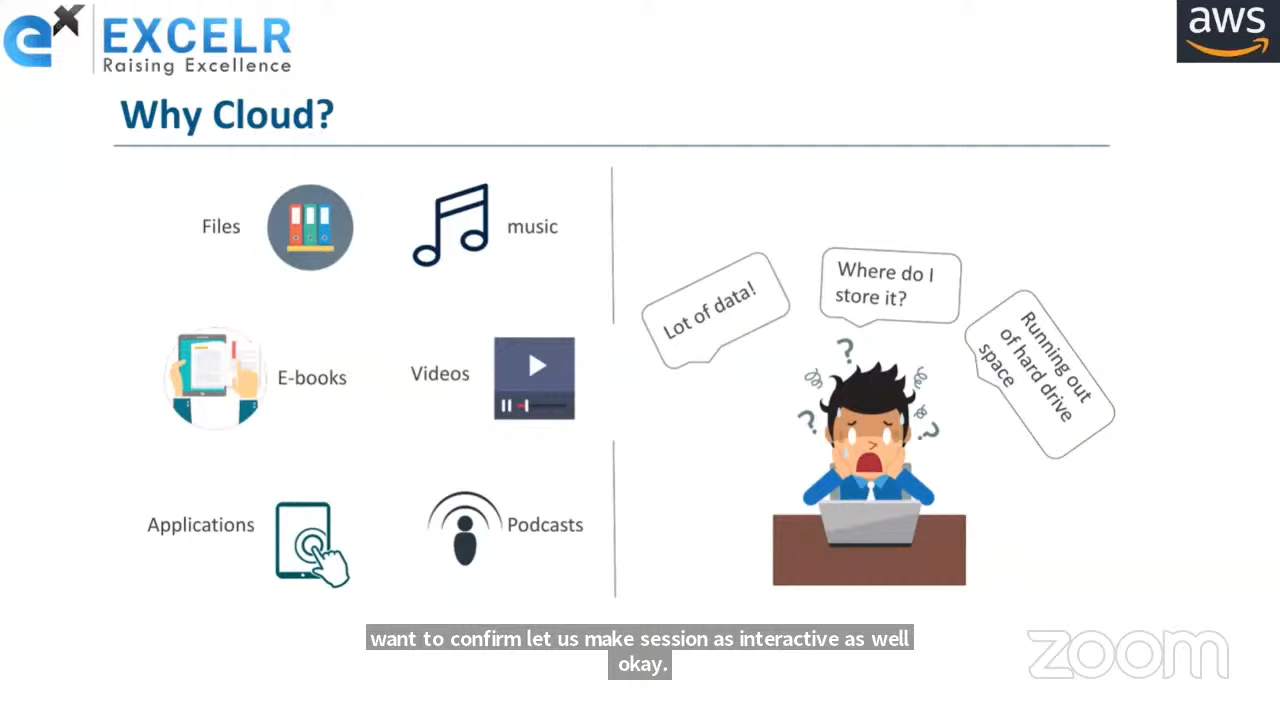 ex
EXCELR
Raising Excellence
aws
Why Cloud?
Files
music
E-books
Videos
Applications
Podcasts
Lot of data!
Where do I
store it?
Running out
of hard drive
space
?
?
?
want to confirm let us make session as interactive as well
okay.
zoom